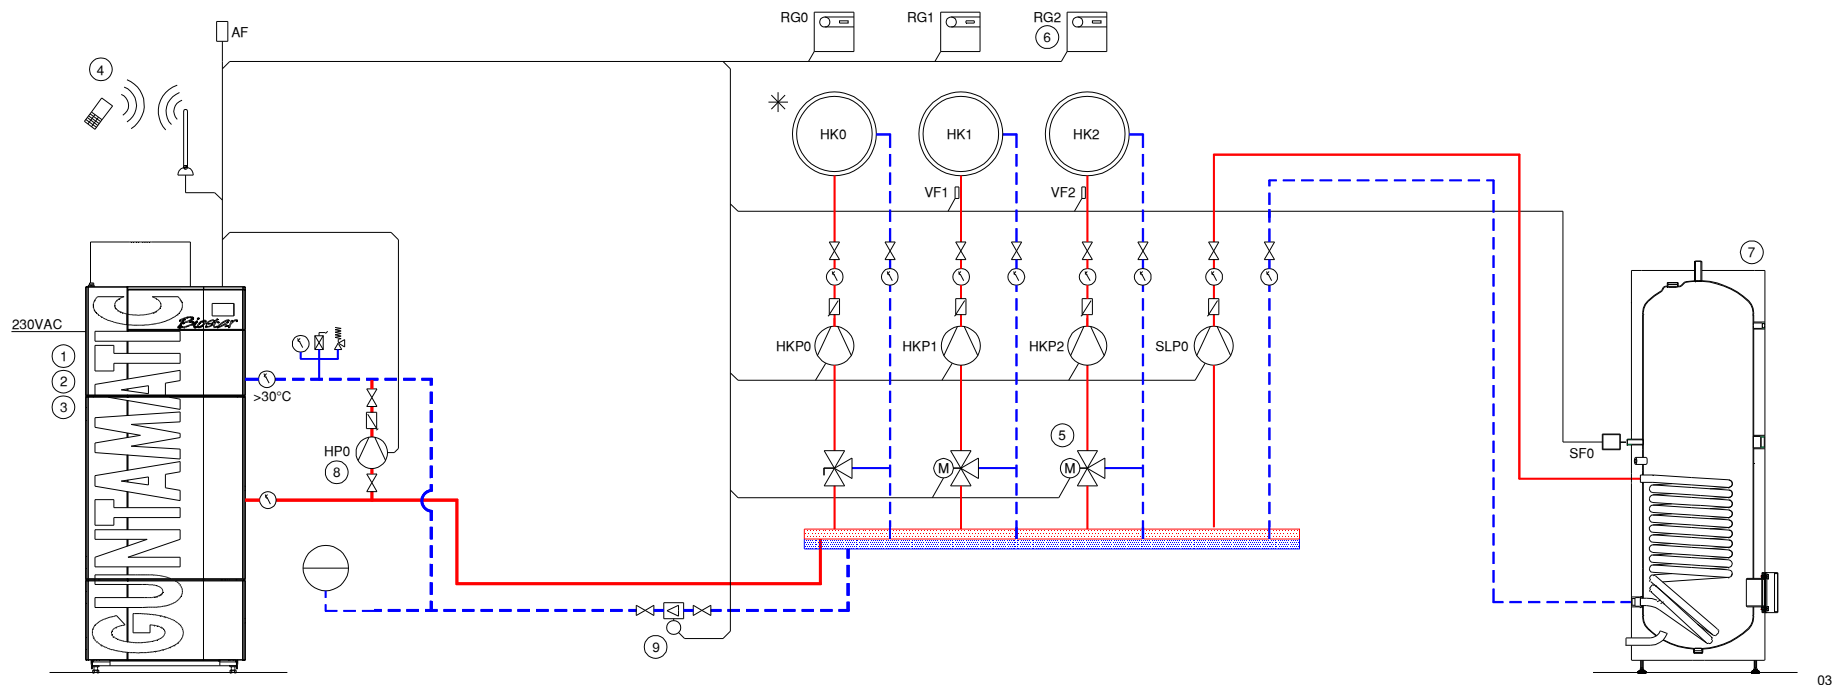 RG0
RG1
RG2
6
AF
4
HK0
HK1
HK2
VF1
VF2
7
GUNTAMATIC
Biostar
230VAC
1
2
3
>30°C
HKP0
HKP1
HKP2
SLP0
5
HP0
8
M
M
SF0
9
03